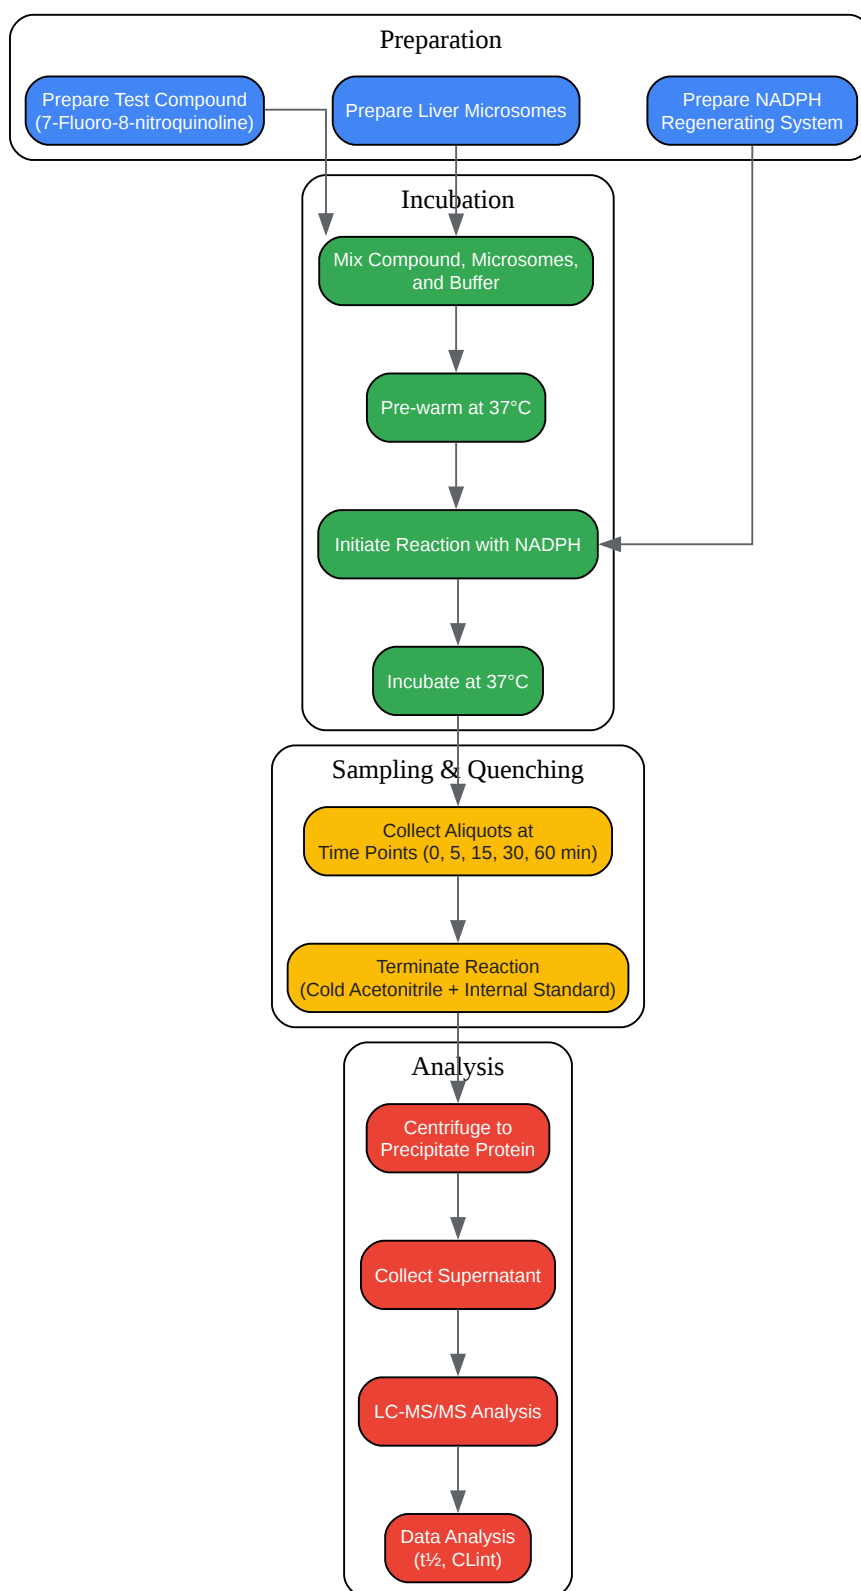 Preparation
Prepare Test Compound
(7-Fluoro-8-nitroquinoline)
Prepare Liver Microsomes
Prepare NADPH
Regenerating System
Incubation
Mix Compound, Microsomes,
and Buffer
Pre-warm at 37°C
Initiate Reaction with NADPH
Incubate at 37°C
Sampling & Quenching
Collect Aliquots at
Time Points (0, 5, 15, 30, 60 min)
Terminate Reaction
(Cold Acetonitrile + Internal Standard)
Analysis
Centrifuge to
Precipitate Protein
Collect Supernatant
LC-MS/MS Analysis
Data Analysis
(t½, CLint)